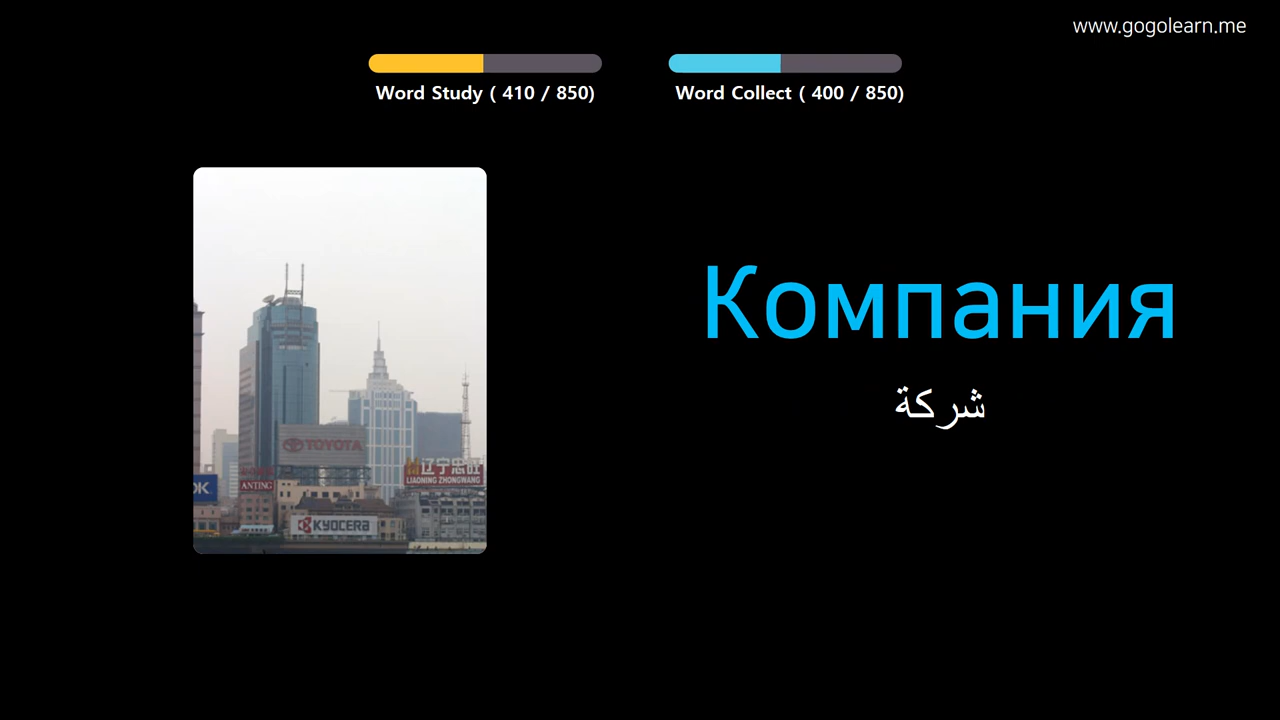 www.gogolearn.me
Word Study ( 410 / 850)
Word Collect ( 400 / 850)
Компания
شركة
TOYOTA
辽宁忠旺
LIAONING ZHONGWANG
OK
ANTING
KYOCERA